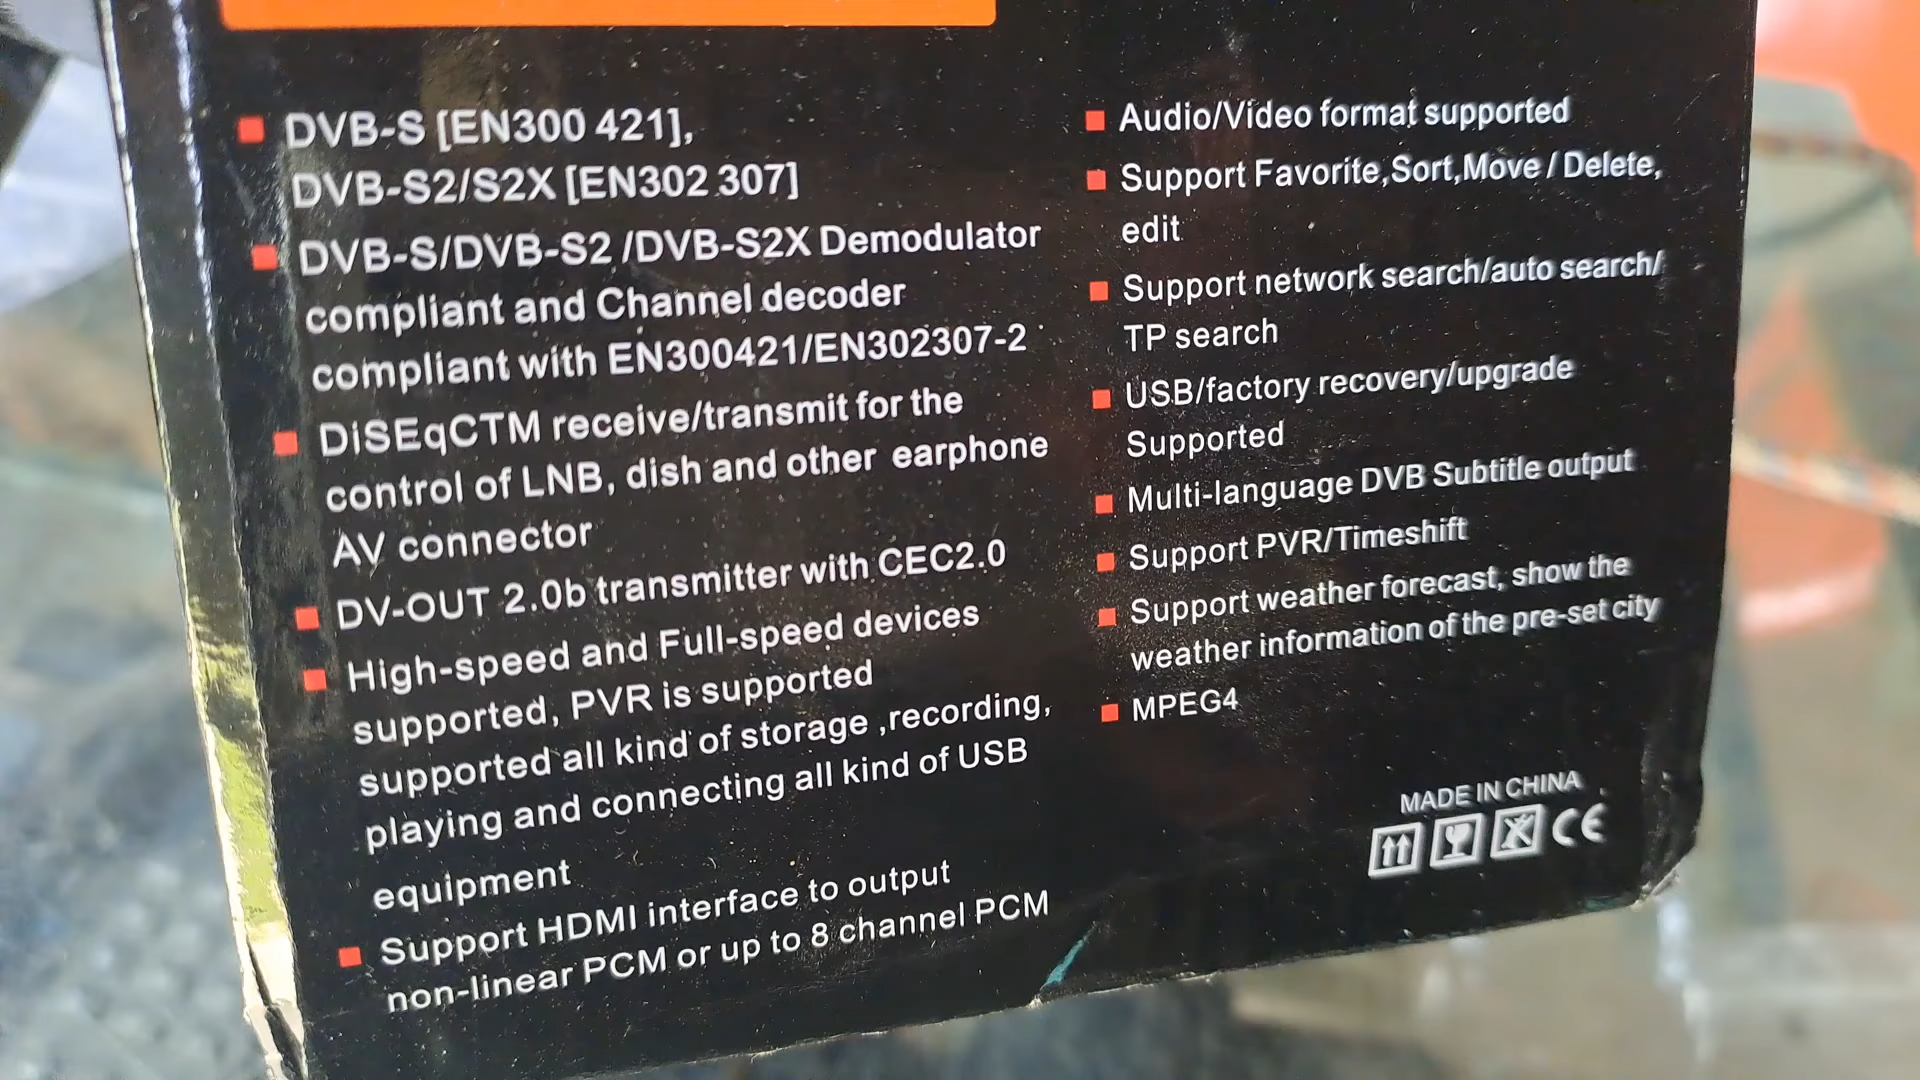 DVB-S [EN300 421],
DVB-S2/S2X [EN302 307]
DVB-S/DVB-S2 /DVB-S2X Demodulator
compliant and Channel decoder
compliant with EN300421/EN302307-2
DiSEqCTM receive/transmit for the
control of LNB, dish and other earphone
AV connector
DV-OUT 2.0b transmitter with CEC2.0
High-speed and Full-speed devices
supported, PVR is supported
supported all kind of storage ,recording,
playing and connecting all kind of USB
equipment
Support HDMI interface to output
non-linear PCM or up to 8 channel PCM
Audio/Video format supported
Support Favorite,Sort,Move / Delete,
edit
Support network search/auto search/
TP search
USB/factory recovery/upgrade
Supported
Multi-language DVB Subtitle output
Support PVR/Timeshift
Support weather forecast, show the
weather information of the pre-set city
MPEG4
MADE IN CHINA
CE